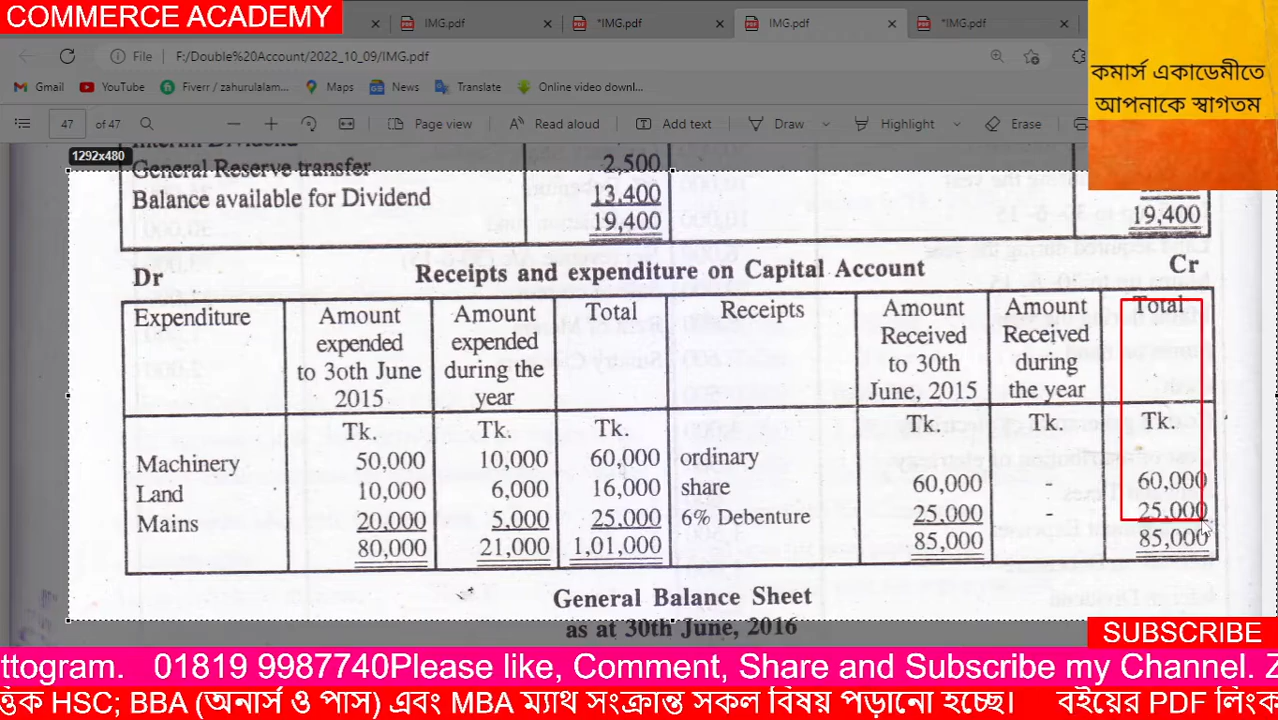 COMMERCE ACADEMY
IMG.pdf
*IMG.pdf
IMG.pdf
*IMG.pdf
File F:/Double%20Account/2022_10_09/IMG.pdf
Gmail YouTube Fiverr / zahurulalam... Maps News Translate Online video downl...
কমার্স একাডেমীতে
আপনাকে স্বাগতম
47 of 47 Page view Read aloud Add text Draw Highlight Erase
1292x480
Interim Dividend
General Reserve transfer 2,500
Balance available for Dividend 13,400
19,400 19,400
Dr Receipts and expenditure on Capital Account Cr
Expenditure Amount expended to 3oth June 2015 Amount expended during the year Total Receipts Amount Received to 30th June, 2015 Amount Received during the year Total
Tk. Tk. Tk. Tk. Tk. Tk.
Machinery 50,000 10,000 60,000 ordinary
Land 10,000 6,000 16,000 share 60,000 - 60,000
Mains 20,000 5,000 25,000 6% Debenture 25,000 - 25,000
80,000 21,000 1,01,000 85,000 85,000
General Balance Sheet
as at 30th June, 2016
SUBSCRIBE
ttogram. 01819 9987740Please like, Comment, Share and Subscribe my Channel. Z
ত্তিক HSC; BBA (অনার্স ও পাস) এবং MBA ম্যাথ সংক্রান্ত সকল বিষয় পড়ানো হচ্ছে। বইয়ের PDF লিংক